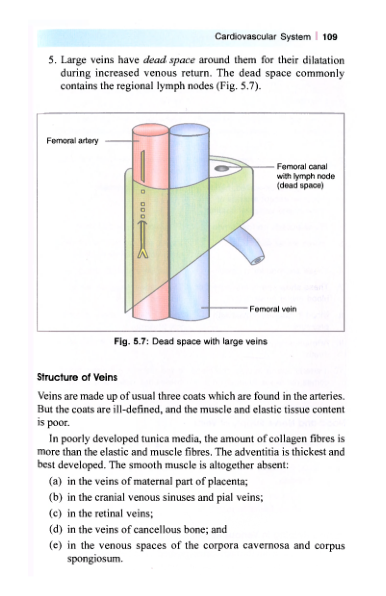 Cardiovascular System | 109
5. Large veins have dead space around them for their dilatation
during increased venous return. The dead space commonly
contains the regional lymph nodes (Fig. 5.7).
Femoral artery
Femoral canal
with lymph node
(dead space)
Femoral vein
Fig. 5.7: Dead space with large veins
Structure of Veins
Veins are made up of usual three coats which are found in the arteries.
But the coats are ill-defined, and the muscle and elastic tissue content
is poor.
In poorly developed tunica media, the amount of collagen fibres is
more than the elastic and muscle fibres. The adventitia is thickest and
best developed. The smooth muscle is altogether absent:
(a) in the veins of maternal part of placenta;
(b) in the cranial venous sinuses and pial veins;
(c) in the retinal veins;
(d) in the veins of cancellous bone; and
(e) in the venous spaces of the corpora cavernosa and corpus
spongiosum.